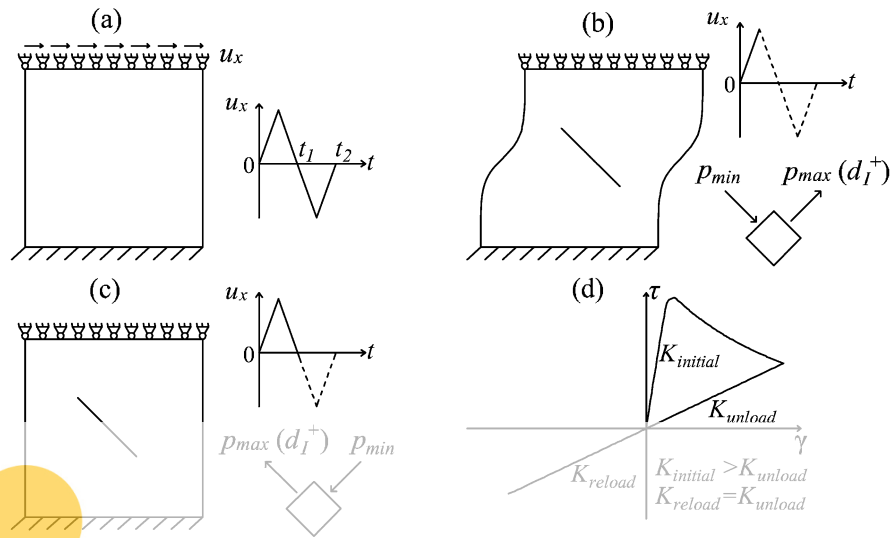 (a)
u_x
u_x
0
t_1
t_2
t
(b)
u_x
0
t
p_min
p_max (d_I^+)
(c)
u_x
0
t
p_max (d_I^+)
p_min
(d)
τ
K_initial
K_unload
γ
K_reload
K_initial >K_unload
K_reload=K_unload